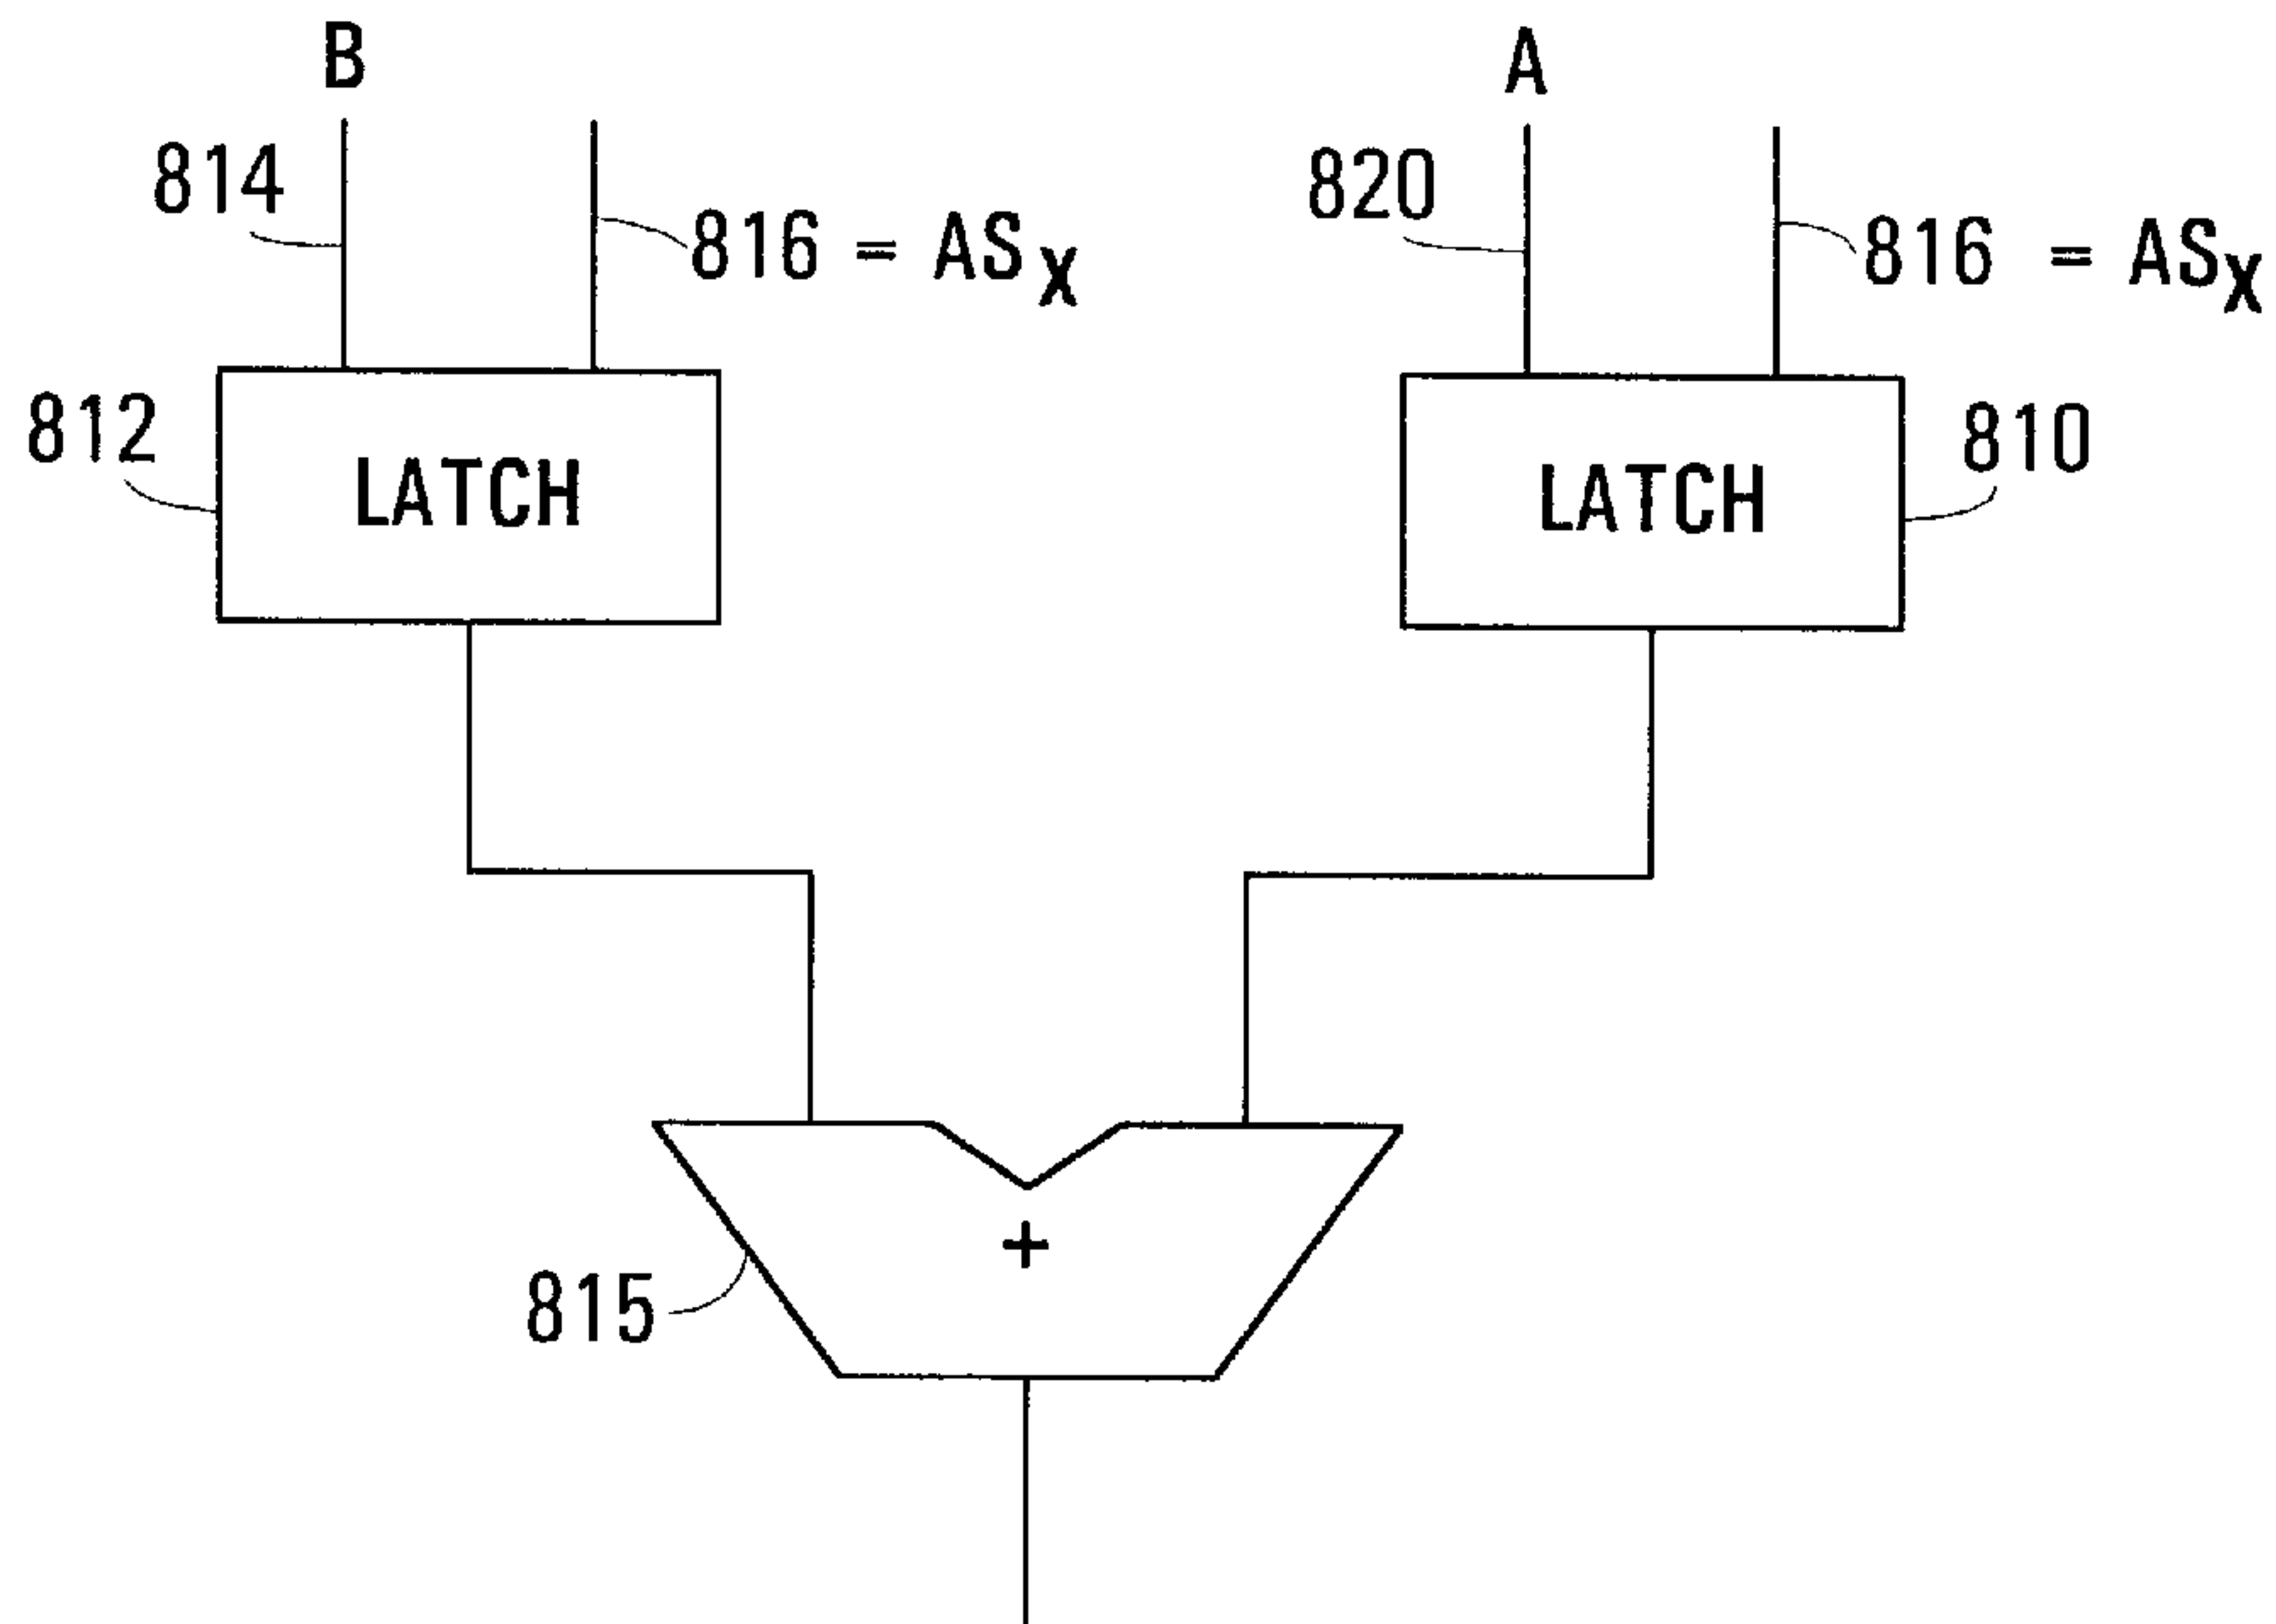 B
A
814
820
816 = ASX
816 = ASX
812
LATCH
LATCH
810
+
815